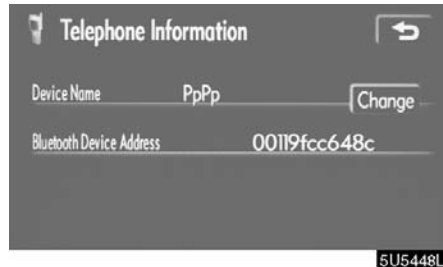 Telephone Information
Device Name PpPp Change
Bluetooth Device Address 00119fcc648c
5U5448L